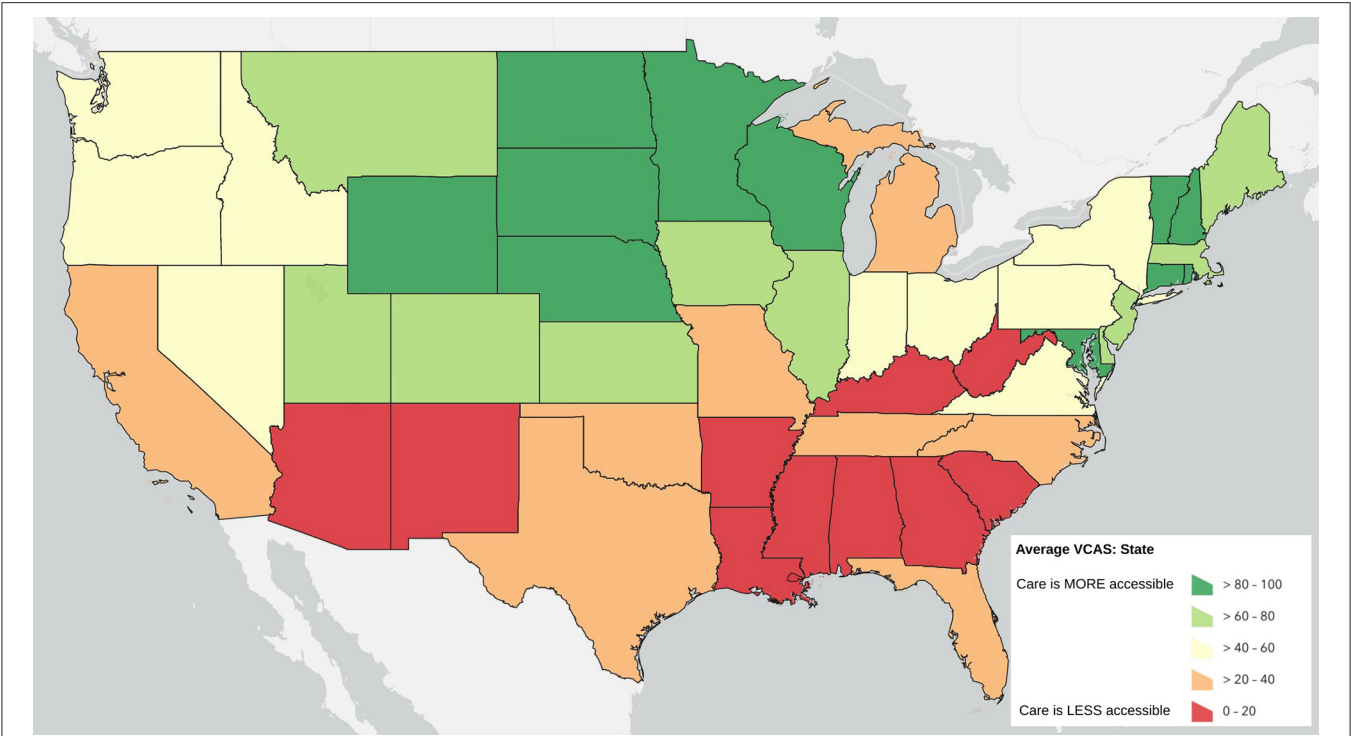 Average VCAS: State
Care is MORE accessible > 80 - 100
> 60 - 80
> 40 - 60
> 20 - 40
Care is LESS accessible 0 - 20